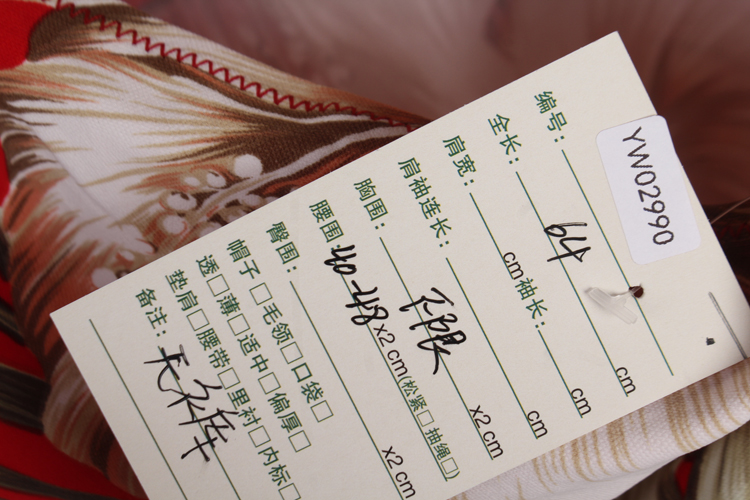 YW02990
编号：
全长： 64 cm
肩宽： cm 袖长： cm
肩袖连长： cm
胸围： 不限 x2 cm
腰围： 40-48 x2 cm (松紧□ 抽绳□)
臀围： x2 cm
帽子□ 毛领□ 口袋□
透□ 薄□ 适中□ 偏厚□
垫肩□ 腰带□ 里衬□ 内标□
备注： 无